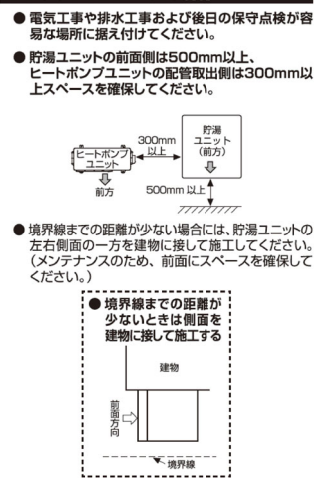 ● 電気工事や排水工事および後日の保守点検が容
易な場所に据え付けてください。
● 貯湯ユニットの前面側は500mm以上、
ヒートポンプユニットの配管取出側は300mm以
上スペースを確保してください。
ヒートポンプ
ユニット
前方
300mm
以上
貯湯
ユニット
(前方)
500mm 以上
● 境界線までの距離が少ない場合には、貯湯ユニットの
左右側面の一方を建物に接して施工してください。
(メンテナンスのため、前面にスペースを確保して
ください。)
● 境界線までの距離が
少ないときは側面を
建物に接して施工する
建物
前面方向
境界線